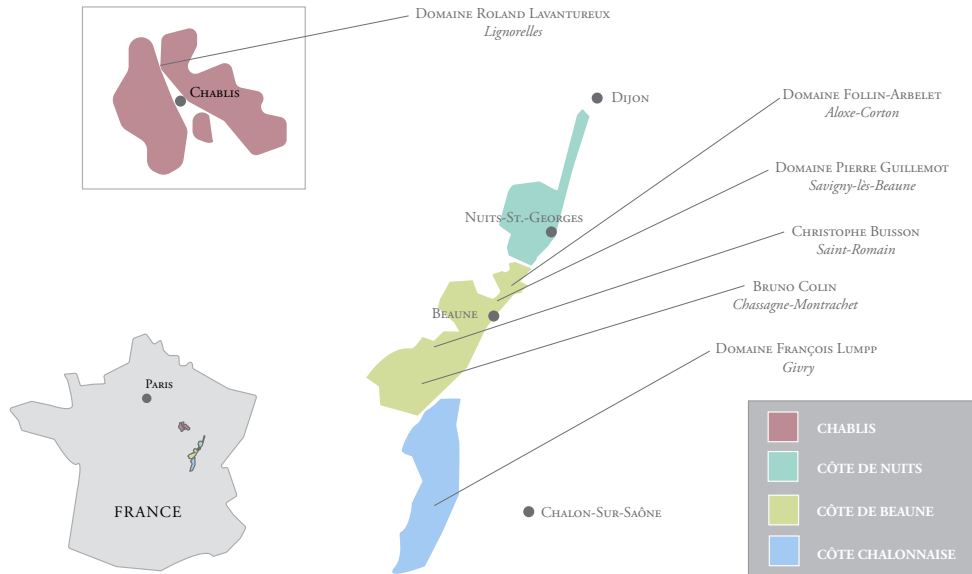 Domaine Roland Lavantureux
Lignorelles
Chablis
Dijon
Domaine Follin-Arbelet
Aloxe-Corton
Domaine Pierre Guillemot
Savigny-lès-Beaune
Nuits-St.-Georges
Christophe Buisson
Saint-Romain
Bruno Colin
Chassagne-Montrachet
Beaune
Domaine François Lumpp
Givry
Paris
FRANCE
Chalon-Sur-Saône
CHABLIS
CÔTE DE NUITS
CÔTE DE BEAUNE
CÔTE CHALONNAISE